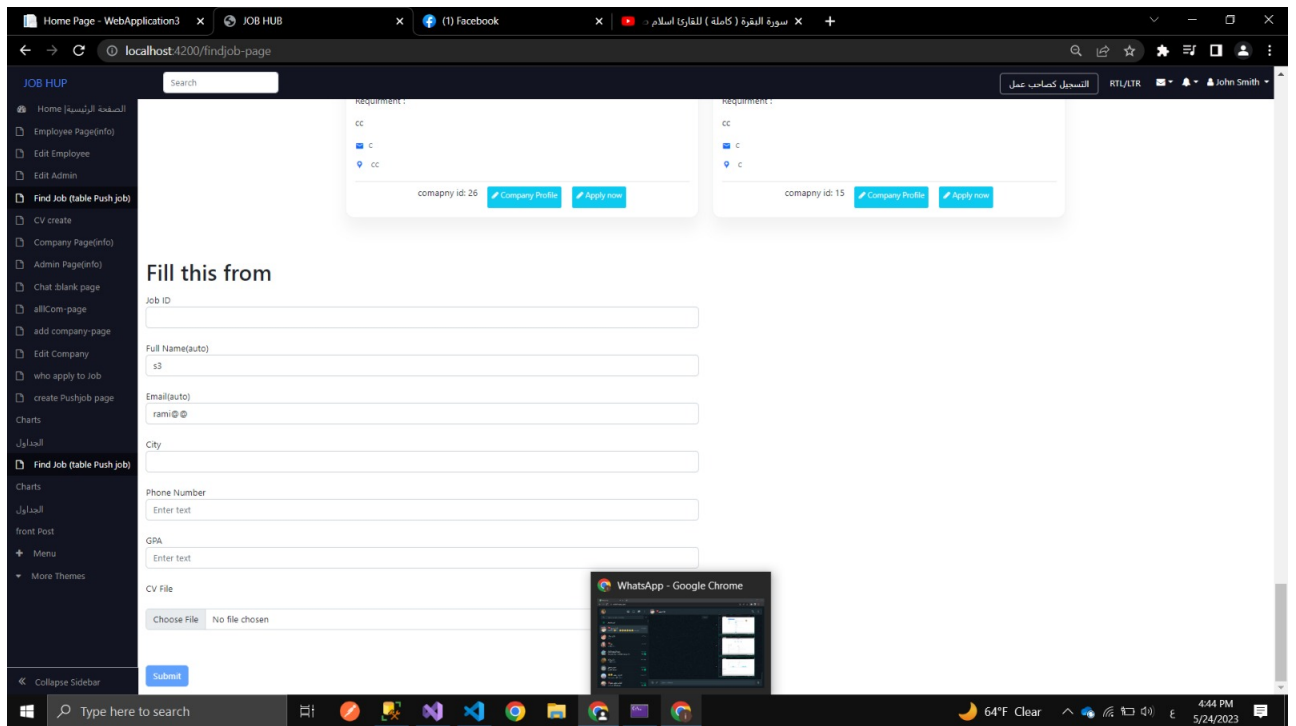 Home Page - WebApplication3
JOB HUB
(1) Facebook
سورة البقرة ( كاملة ) للقارئ اسلام
localhost:4200/findjob-page
JOB HUP
Search
التسجيل كصاحب عمل
RTL/LTR
John Smith
الصفحة الرئيسية| Home
Employee Page(info)
Edit Employee
Edit Admin
Find Job (table Push job)
CV create
Company Page(info)
Admin Page(info)
Chat :blank page
alllCom-page
add company-page
Edit Company
who apply to Job
create Pushjob page
Charts
الجداول
Find Job (table Push job)
Charts
الجداول
front Post
Menu
More Themes
Collapse Sidebar
Requirment :
cc
c
cc
comapny id: 26 Company Profile Apply now
Requirment :
cc
c
c
comapny id: 15 Company Profile Apply now
Fill this from
Job ID
Full Name(auto)
s3
Email(auto)
rami@@
City
Phone Number
Enter text
GPA
Enter text
CV File
Choose File No file chosen
Submit
WhatsApp - Google Chrome
Type here to search
64°F Clear
ع
4:44 PM
5/24/2023